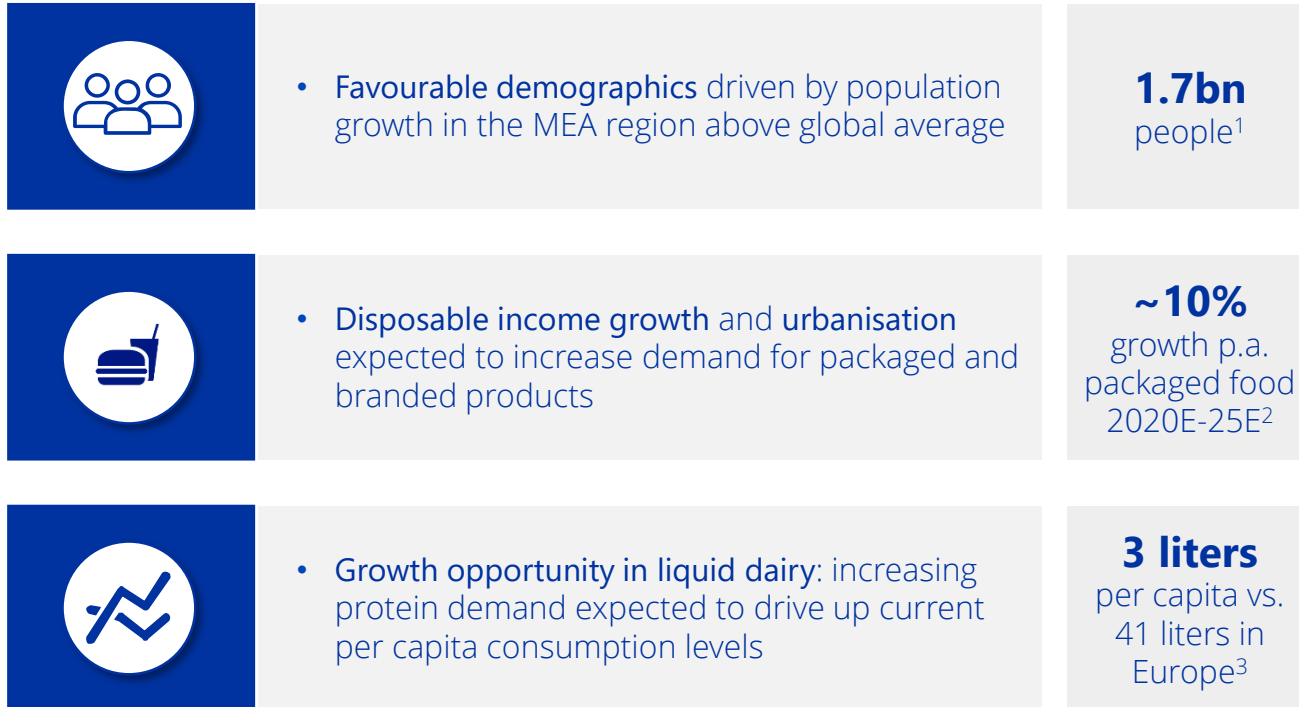 • Favourable demographics driven by population
growth in the MEA region above global average
1.7bn
people¹
• Disposable income growth and urbanisation
expected to increase demand for packaged and
branded products
~10%
growth p.a.
packaged food
2020E-25E²
• Growth opportunity in liquid dairy: increasing
protein demand expected to drive up current
per capita consumption levels
3 liters
per capita vs.
41 liters in
Europe³